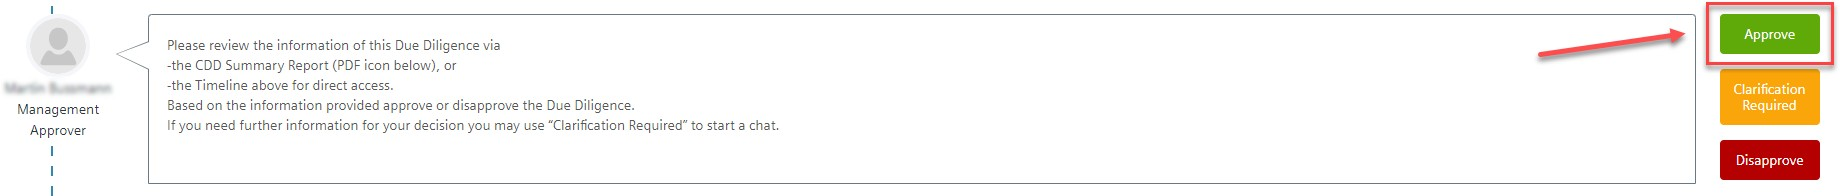 Please review the information of this Due Diligence via
-the CDD Summary Report (PDF icon below), or
-the Timeline above for direct access.
Based on the information provided approve or disapprove the Due Diligence.
If you need further information for your decision you may use “Clarification Required” to start a chat.
Management
Approver
Approve
Clarification
Required
Disapprove